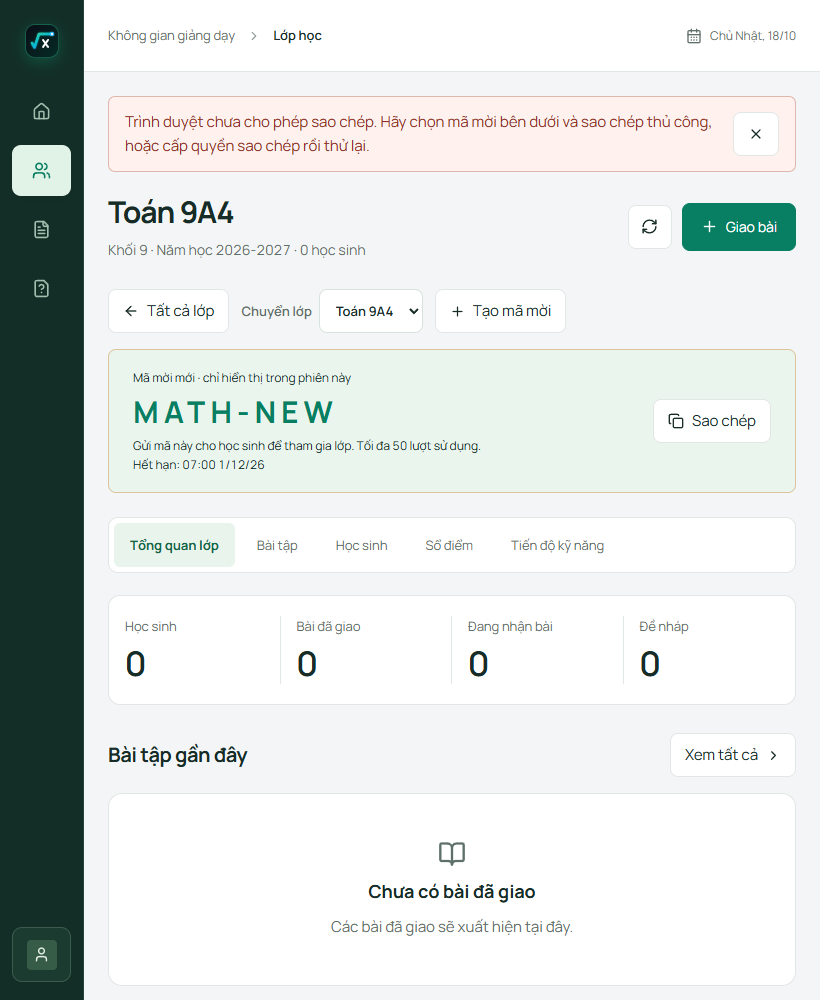 √x
Không gian giảng dạy > Lớp học
Chủ Nhật, 18/10
Trình duyệt chưa cho phép sao chép. Hãy chọn mã mời bên dưới và sao chép thủ công,
hoặc cấp quyền sao chép rồi thử lại.
Toán 9A4
Khối 9 · Năm học 2026-2027 · 0 học sinh
+ Giao bài
Tất cả lớp
Chuyển lớp
Toán 9A4
+ Tạo mã mời
Mã mời mới · chỉ hiển thị trong phiên này
MATH-NEW
Gửi mã này cho học sinh để tham gia lớp. Tối đa 50 lượt sử dụng.
Hết hạn: 07:00 1/12/26
Sao chép
Tổng quan lớp
Bài tập
Học sinh
Sổ điểm
Tiến độ kỹ năng
Học sinh
Bài đã giao
Đang nhận bài
Đề nháp
0
0
0
0
Bài tập gần đây
Xem tất cả
Chưa có bài đã giao
Các bài đã giao sẽ xuất hiện tại đây.